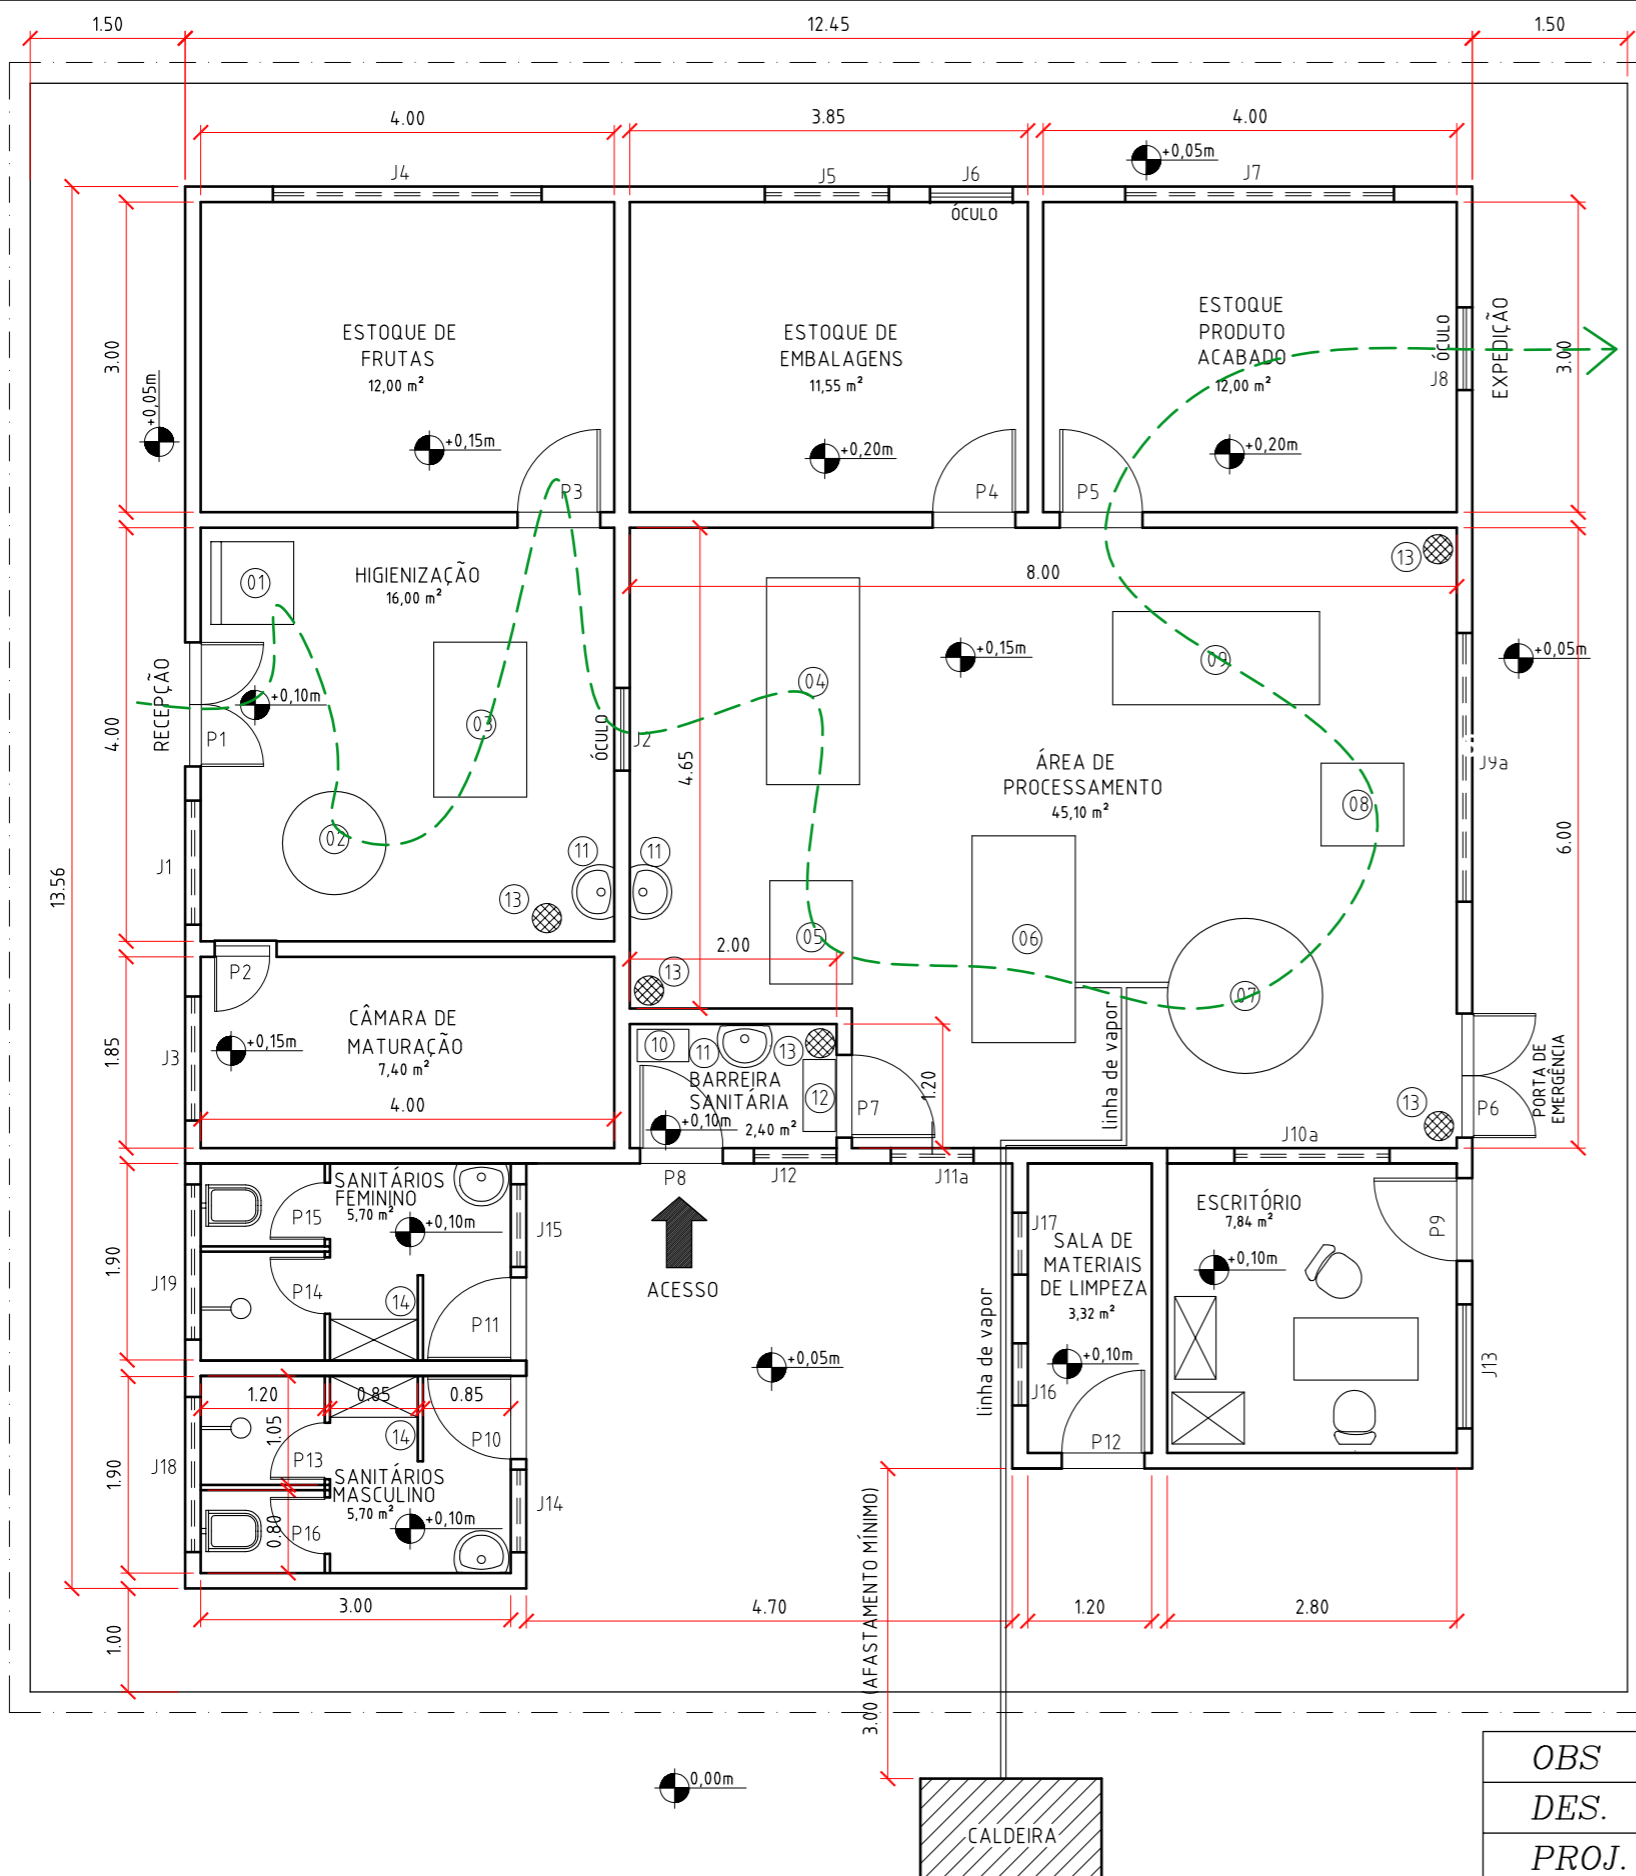 1.50
12.45
1.50
4.00
3.85
4.00
+0,05m
J4
J5
J6
J7
ÓCULO
3.00
ESTOQUE DE
FRUTAS
12,00 m²
+0,15m
ESTOQUE DE
EMBALAGENS
11,55 m²
+0,20m
ESTOQUE
PRODUTO
ACABADO
12,00 m²
+0,20m
ÓCULO
J8
EXPEDIÇÃO
3.00
+0,05m
P3
P4
P5
01
HIGIENIZAÇÃO
16,00 m²
8.00
13
RECEPÇÃO
+0,10m
P1
03
ÓCULO
J2
04
+0,15m
09
+0,05m
4.00
4.65
ÁREA DE
PROCESSAMENTO
45,10 m²
J9a
08
6.00
13.56
J1
02
11
11
13
05
06
2.00
13
07
P2
CÂMARA DE
MATURAÇÃO
7,40 m²
+0,15m
J3
1.85
4.00
10
11
13
BARREIRA
SANITÁRIA
+0,10m
2,40 m²
12
P7
1.20
linha de vapor
13
P6
PORTA DE
EMERGÊNCIA
J10a
P8
J12
J11a
ACESSO
SANITÁRIOS
FEMININO
5,70 m²
+0,10m
P15
P14
14
P11
J15
J19
1.90
J17
SALA DE
MATERIAIS
DE LIMPEZA
3,32 m²
+0,10m
J16
P12
ESCRITÓRIO
7,84 m²
+0,10m
P9
J13
linha de vapor
+0,05m
1.20
0.85
0.85
1.05
14
P10
P13
SANITÁRIOS
MASCULINO
5,70 m²
+0,10m
P16
0.80
J18
J14
1.90
3.00
4.70
1.20
2.80
1.00
3.00 (AFASTAMENTO MÍNIMO)
0,00m
CALDEIRA
OBS
DES.
PROJ.